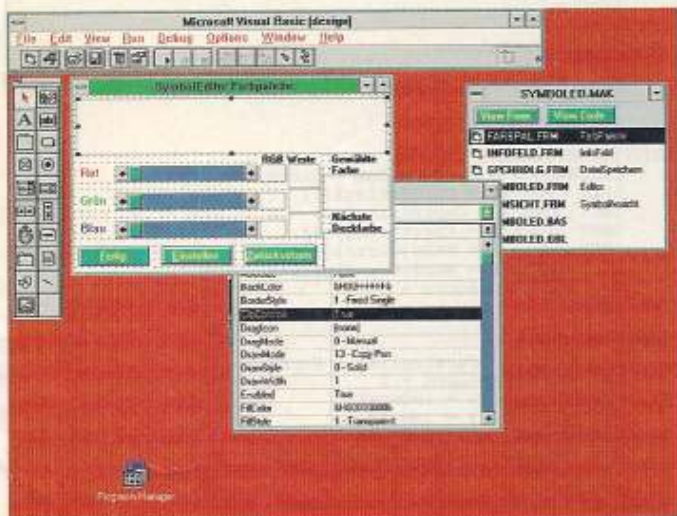 Microsoft Visual Basic [design]
File Edit View Run Debug Options Window Help
SymbolEditor Farbpalette
RGB Werte
Gewählte
Farbe
Rot
Grün
Blau
Nächste
Deckfarbe
Fertig Einstellen Zurücksetzen
SYMBOLED.MAK
View Form View Code
FARBPAL.FRM FarbPalette
INFOFELD.FRM InfoFeld
SPCHRDLG.FRM DateiSpeichern
MBOLED.FRM Editor
NSICHT.FRM SymbolAnsicht
MBOLED.BAS
MBOLED.GBL
BackColor
BorderStyle 1 - Fixed Single
ClipControls True
DragIcon (none)
DragMode 0 - Manual
DrawMode 13 - Copy Pen
DrawStyle 0 - Solid
DrawWidth 1
Enabled True
FillColor
FillStyle 1 - Transparent
Program Manager